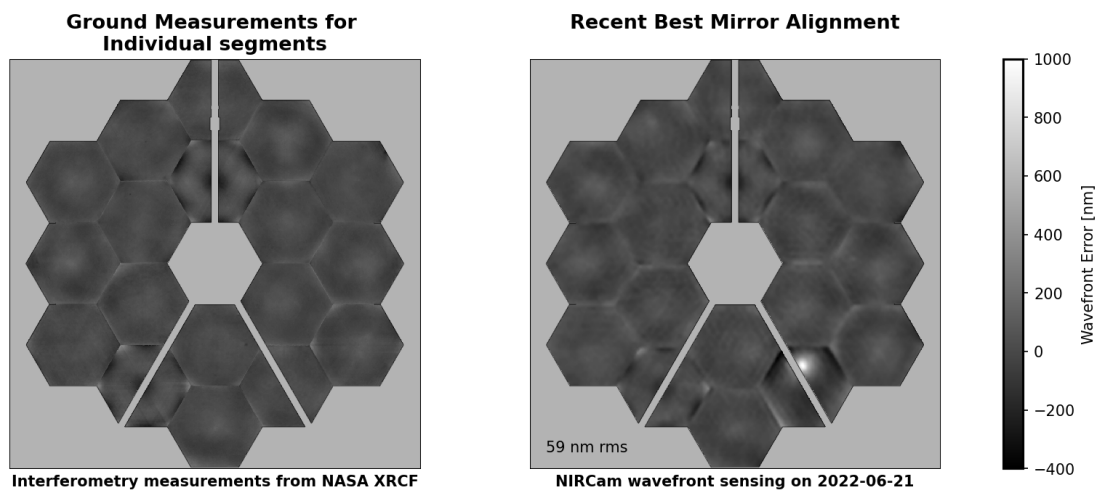 Ground Measurements for
Individual segments
Recent Best Mirror Alignment
1000
800
600
400
200
0
−200
−400
Wavefront Error [nm]
59 nm rms
Interferometry measurements from NASA XRCF
NIRCam wavefront sensing on 2022-06-21